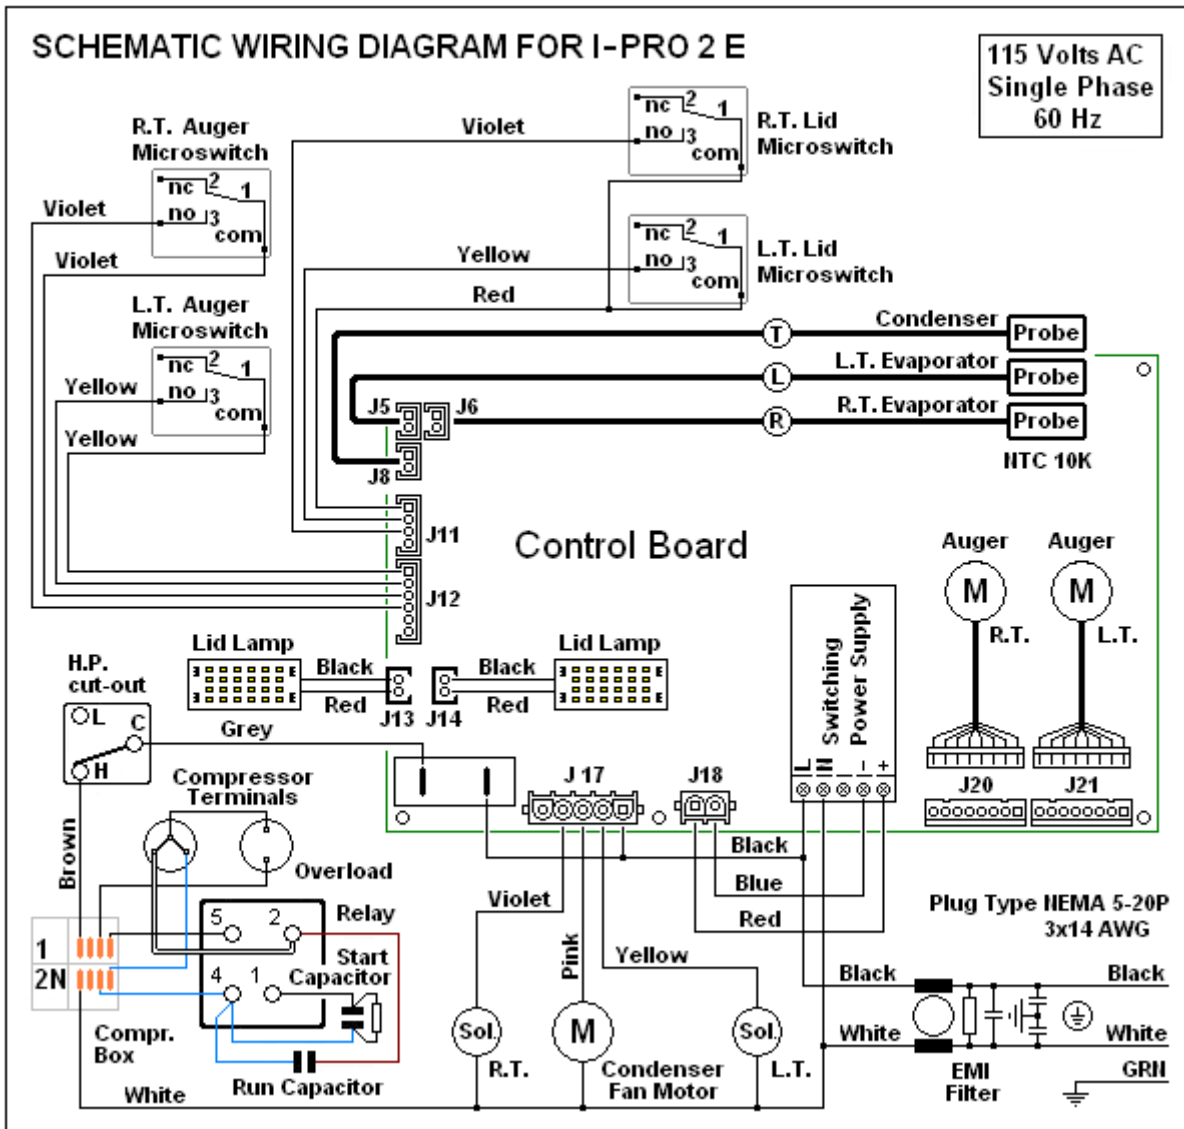 SCHEMATIC WIRING DIAGRAM FOR I-PRO 2 E
115 Volts AC
Single Phase
60 Hz
R.T. Auger
Microswitch
nc 2 1
no 3
com
Violet
Violet
L.T. Auger
Microswitch
nc 2 1
no 3
com
Yellow
Yellow
Violet
nc 2 1
no 3
com
R.T. Lid
Microswitch
Yellow
Red
nc 2 1
no 3
com
L.T. Lid
Microswitch
T
Condenser
Probe
L
L.T. Evaporator
Probe
R
R.T. Evaporator
Probe
NTC 10K
J5
J6
J8
J11
J12
Control Board
Auger
M
R.T.
J20
Auger
M
L.T.
J21
Switching
Power Supply
L N - +
Lid Lamp
Black
Red
J13
J14
Lid Lamp
Black
Red
H.P.
cut-out
L
C
H
Grey
Brown
J 17
J18
Compressor
Terminals
Overload
Relay
5 2
4 1
Start
Capacitor
1
2N
Compr.
Box
Run Capacitor
White
Violet
Pink
Yellow
Black
Blue
Red
Sol.
R.T.
M
Condenser
Fan Motor
Sol.
L.T.
Plug Type NEMA 5-20P
3x14 AWG
Black
Black
White
White
EMI
Filter
GRN